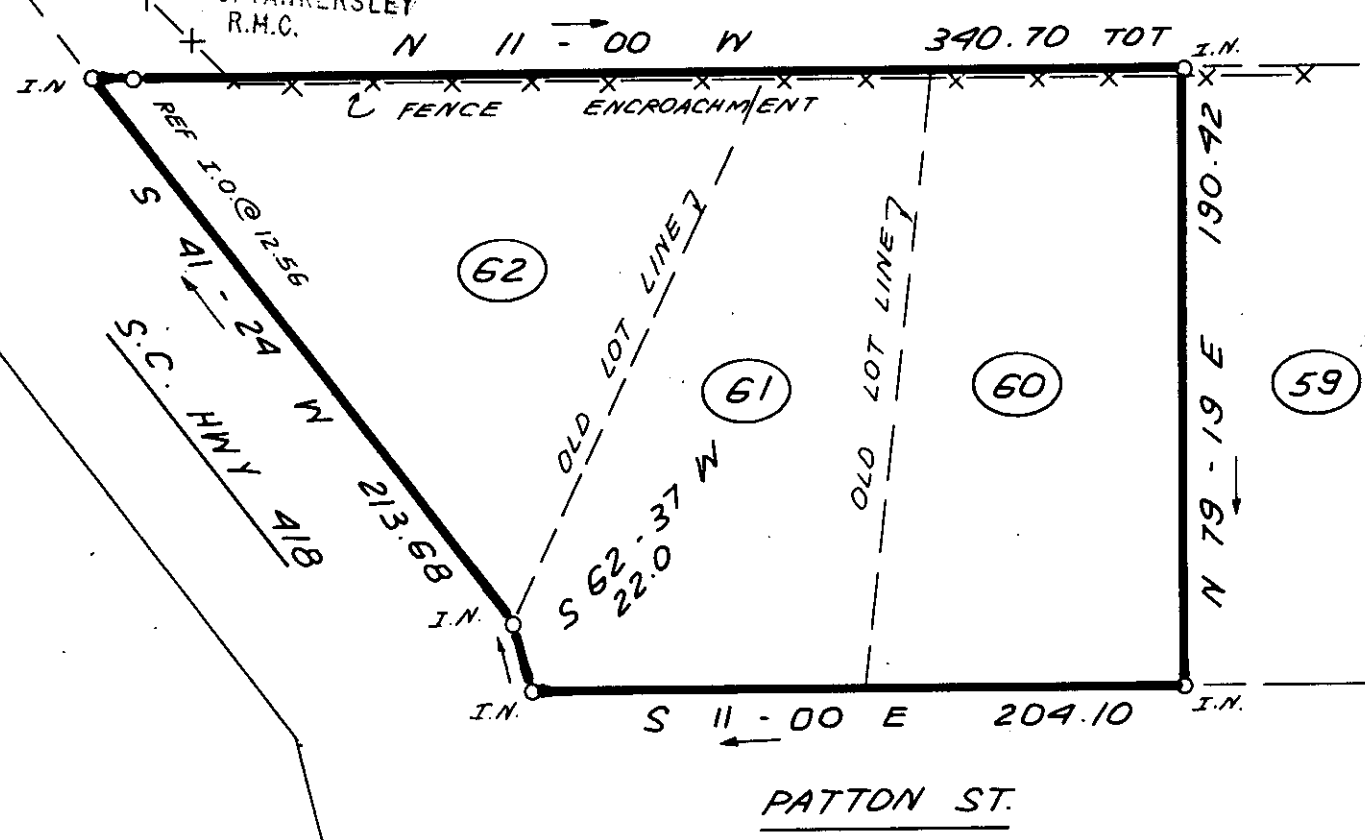 R.M.C.
N 11 - 00 W 340.70 TOT
I.N.
I.N
FENCE ENCROACHMENT
REF I.O.@ 12.56
190.42
S 41 - 24 W 213.68
62
OLD LOT LINE
OLD LOT LINE
61
60
59
N 79 - 19 E
S.C. HWY 418
S 62 - 37 W
22.0
I.N.
I.N.
I.N.
S 11 - 00 E 204.10
PATTON ST.